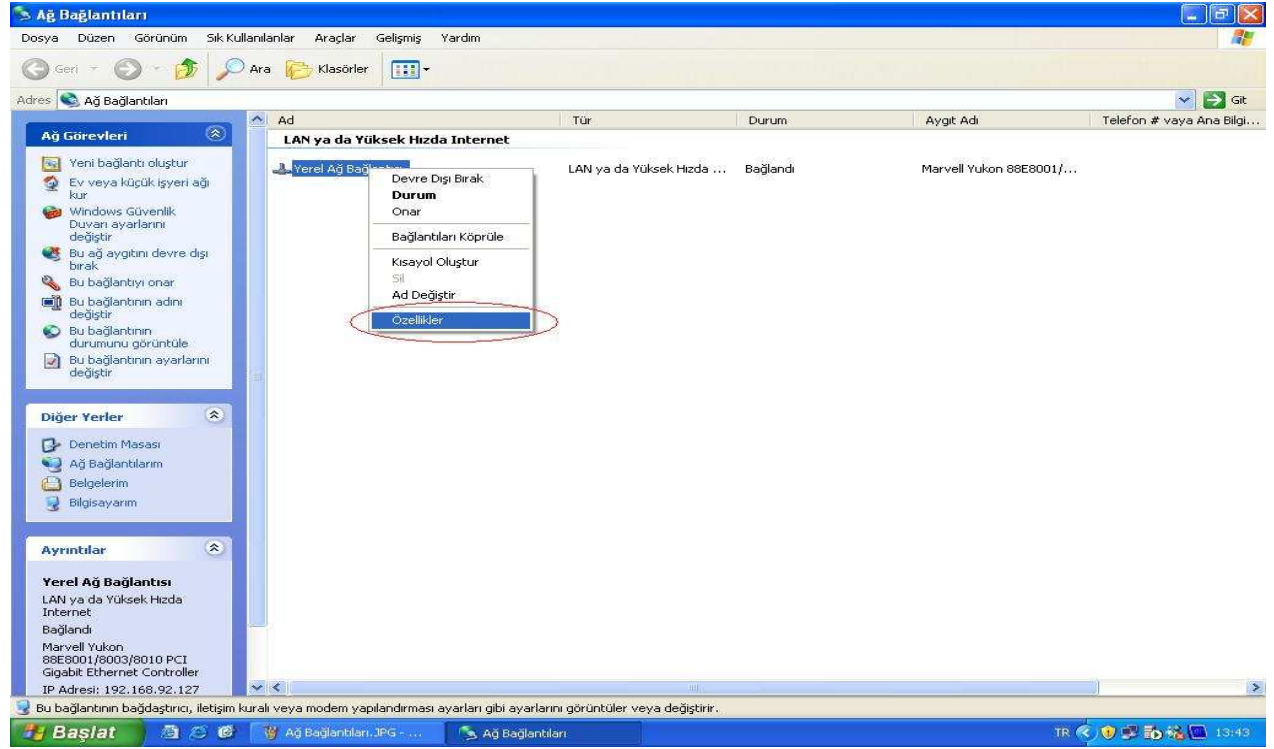 Ağ Bağlantıları
Dosya Düzen Görünüm Sık Kullanılanlar Araçlar Gelişmiş Yardım
Geri Ara Klasörler
Adres Ağ Bağlantıları Git
Ad Tür Durum Aygıt Adı Telefon # vaya Ana Bilgi...
LAN ya da Yüksek Hızda Internet
Yerel Ağ Bağlantısı LAN ya da Yüksek Hızda ... Bağlandı Marvell Yukon 88E8001/...
Devre Dışı Bırak
Durum
Onar
Bağlantıları Köprüle
Kısayol Oluştur
Sil
Ad Değiştir
Özellikler
Ağ Görevleri
Yeni bağlantı oluştur
Ev veya küçük işyeri ağı
kur
Windows Güvenlik
Duvarı ayarlarını
değiştir
Bu ağ aygıtını devre dışı
bırak
Bu bağlantıyı onar
Bu bağlantının adını
değiştir
Bu bağlantının
durumunu görüntüle
Bu bağlantının ayarlarını
değiştir
Diğer Yerler
Denetim Masası
Ağ Bağlantılarım
Belgelerim
Bilgisayarım
Ayrıntılar
Yerel Ağ Bağlantısı
LAN ya da Yüksek Hızda
Internet
Bağlandı
Marvell Yukon
88E8001/8003/8010 PCI
Gigabit Ethernet Controller
IP Adresi: 192.168.92.127
Bu bağlantının bağdaştırıcı, iletişim kuralı veya modem yapılandırması ayarları gibi ayarlarını görüntüler veya değiştirir.
Başlat Ağ Bağlantıları.JPG - ... Ağ Bağlantıları TR 13:43